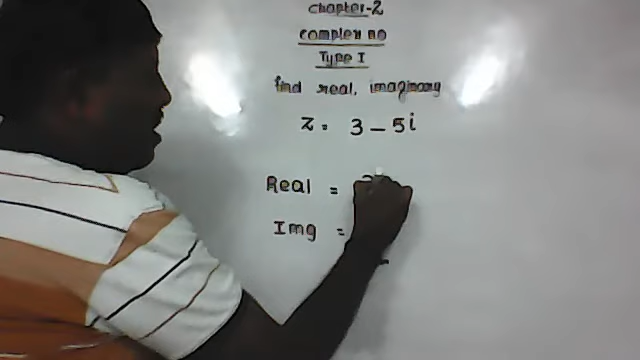 chapter-2
complex no
Type I
find real, imaginary
Z = 3 - 5i
Real =
Img =